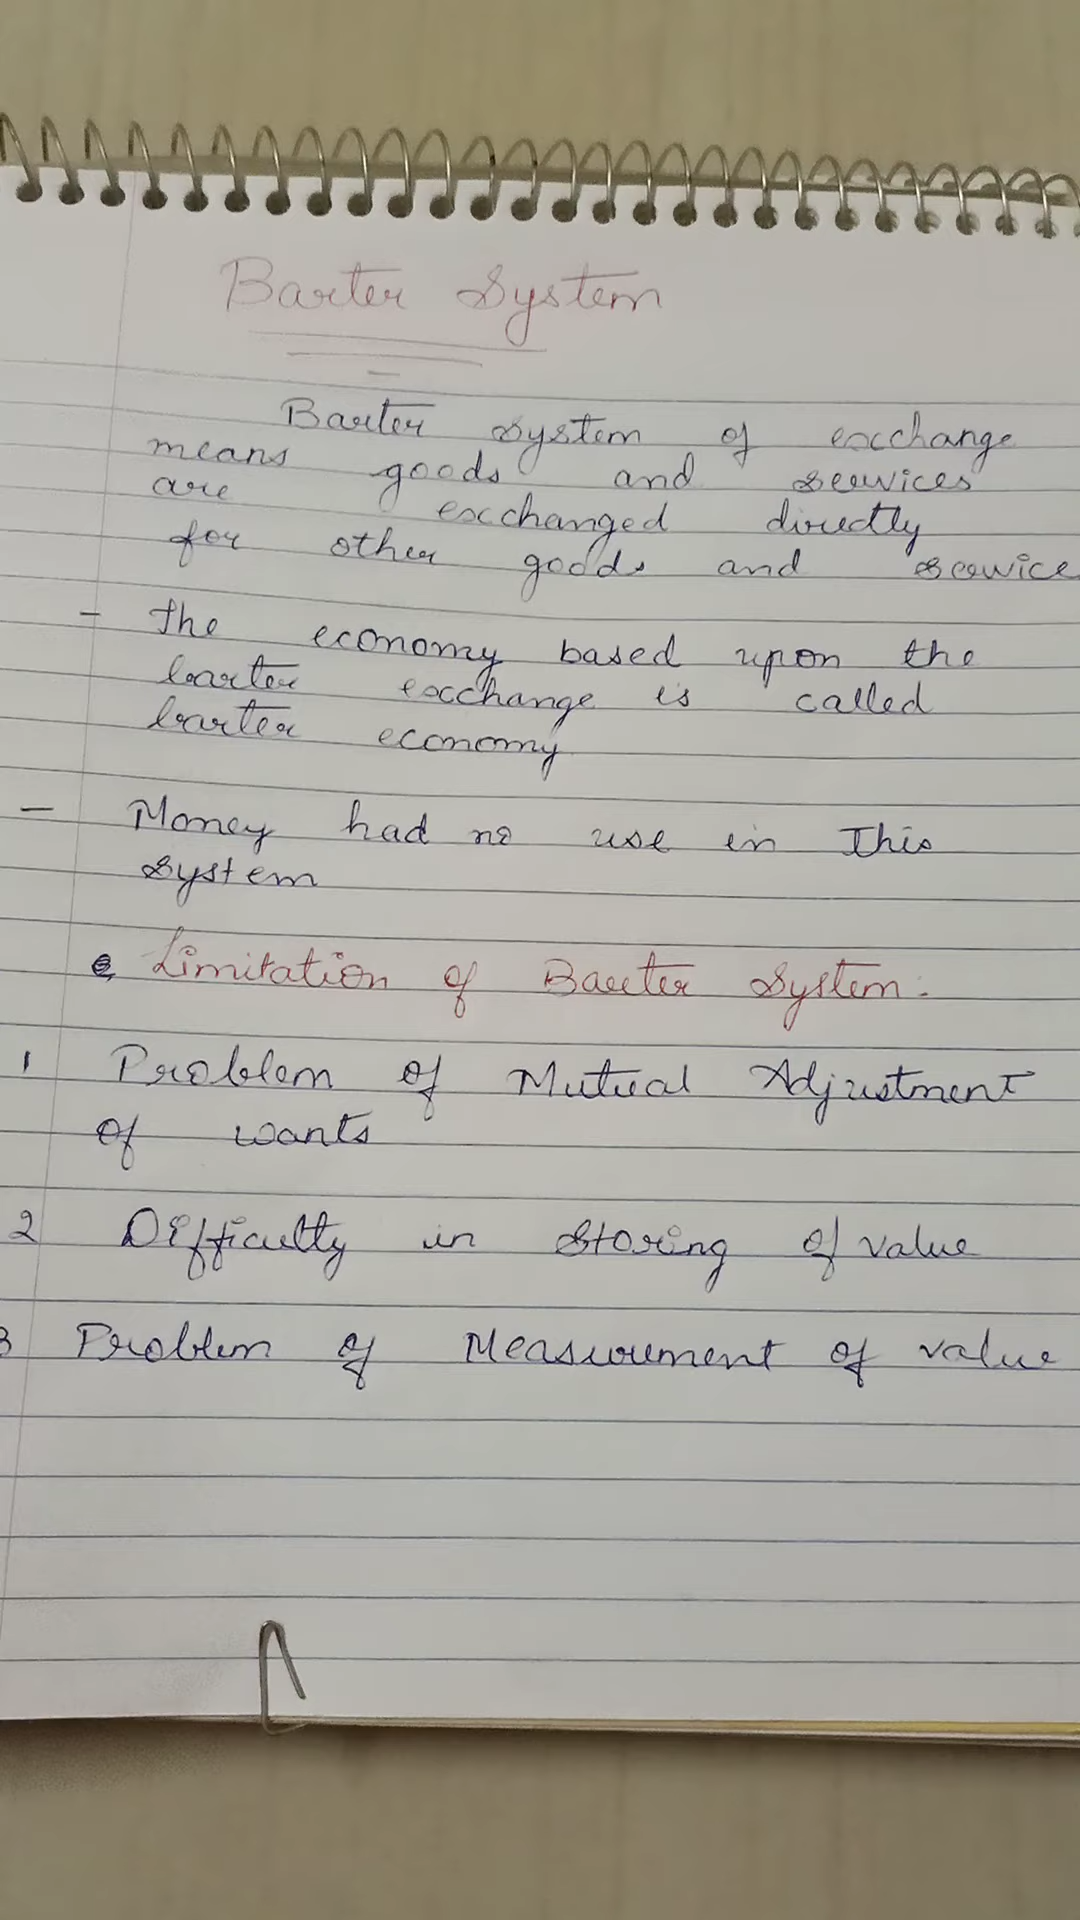 Barter System
Barter System of exchange
means goods and services
are exchanged directly
for other goods and service
- The economy based upon the
barter exchange is called
barter economy
- Money had no use in This
System
Limitation of Barter System:
1 Problem of Mutual Adjustment
of wants
2 Difficulty in Storing of value
3 Problem of Measurement of value